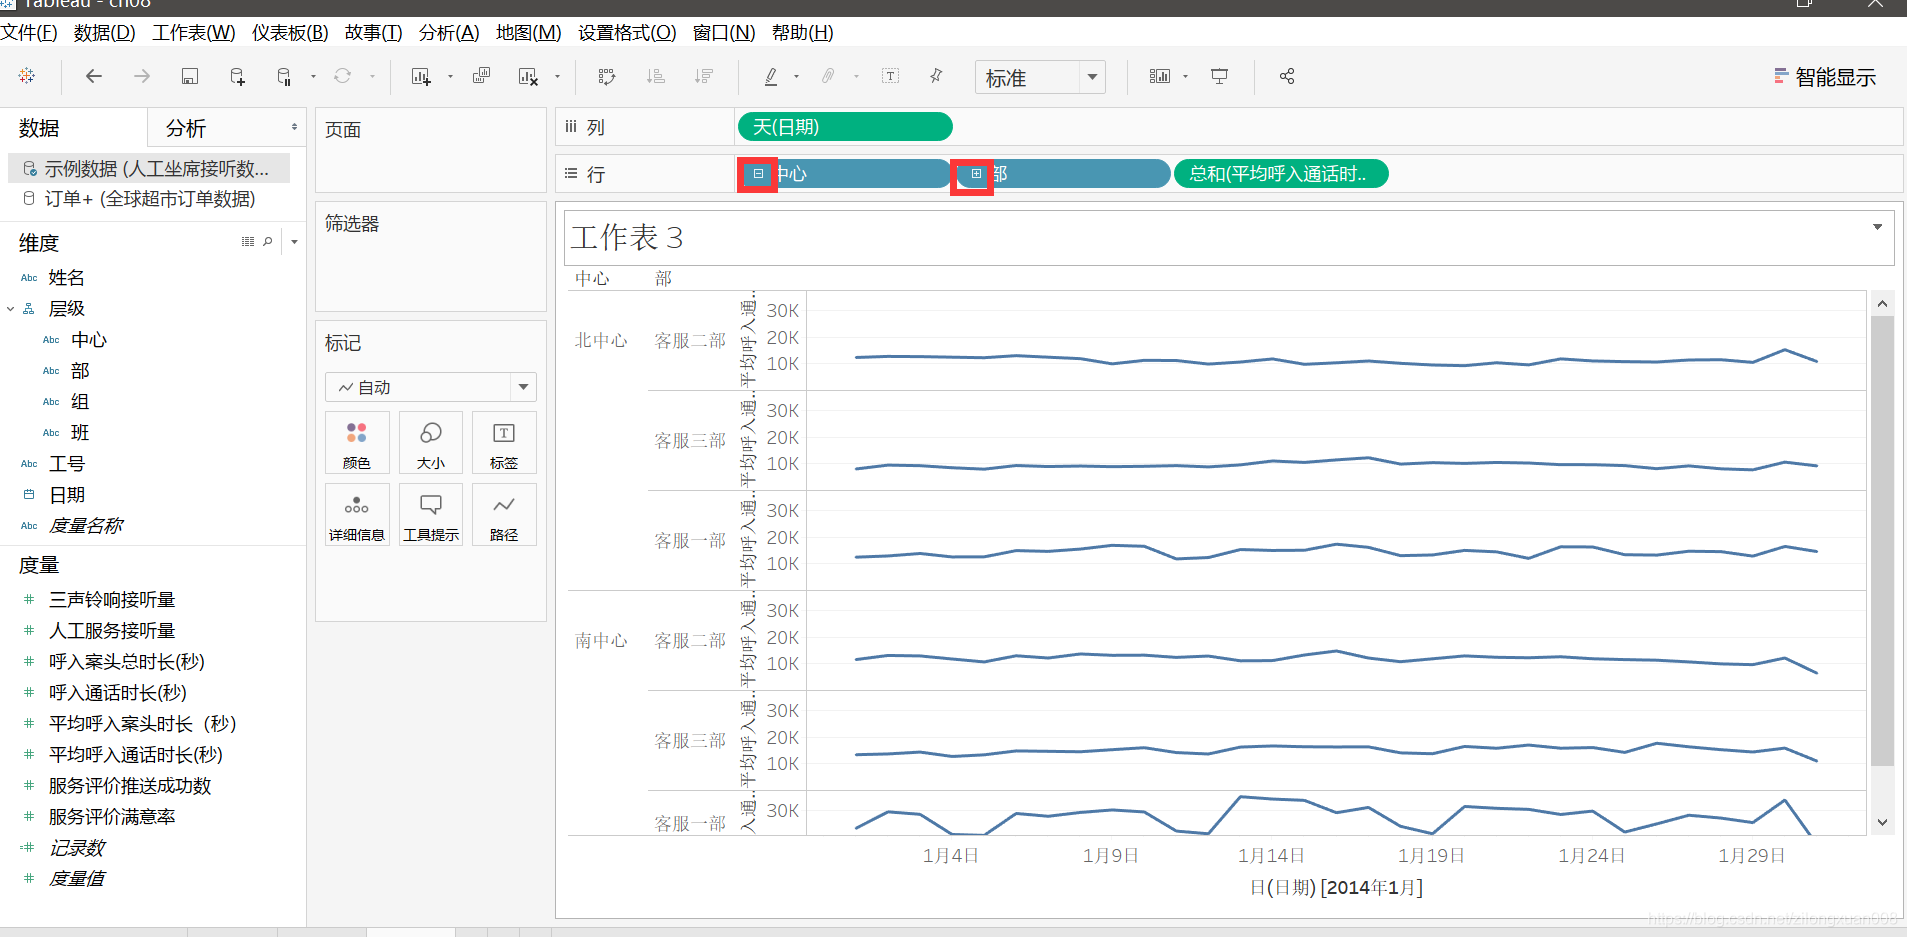 Tableau - ch08
文件(F) 数据(D) 工作表(W) 仪表板(B) 故事(T) 分析(A) 地图(M) 设置格式(O) 窗口(N) 帮助(H)
标准
智能显示
数据 分析
示例数据 (人工坐席接听数...
订单+ (全球超市订单数据)
维度
Abc 姓名
层级
Abc 中心
Abc 部
Abc 组
Abc 班
Abc 工号
日期
Abc 度量名称
度量
# 三声铃响接听量
# 人工服务接听量
# 呼入案头总时长(秒)
# 呼入通话时长(秒)
# 平均呼入案头时长（秒）
# 平均呼入通话时长(秒)
# 服务评价推送成功数
# 服务评价满意率
=# 记录数
# 度量值
页面
筛选器
标记
自动
颜色 大小 标签
详细信息 工具提示 路径
列 天(日期)
行 中心 部 总和(平均呼入通话时..
工作表 3
中心 部
北中心 客服二部 平均呼入通.. 30K
20K
10K
客服三部 平均呼入通.. 30K
20K
10K
客服一部 平均呼入通.. 30K
20K
10K
南中心 客服二部 平均呼入通.. 30K
20K
10K
客服三部 平均呼入通.. 30K
20K
10K
客服一部 入通.. 30K
1月4日 1月9日 1月14日 1月19日 1月24日 1月29日
日(日期) [2014年1月]
https://blog.csdn.net/zilongxuan008